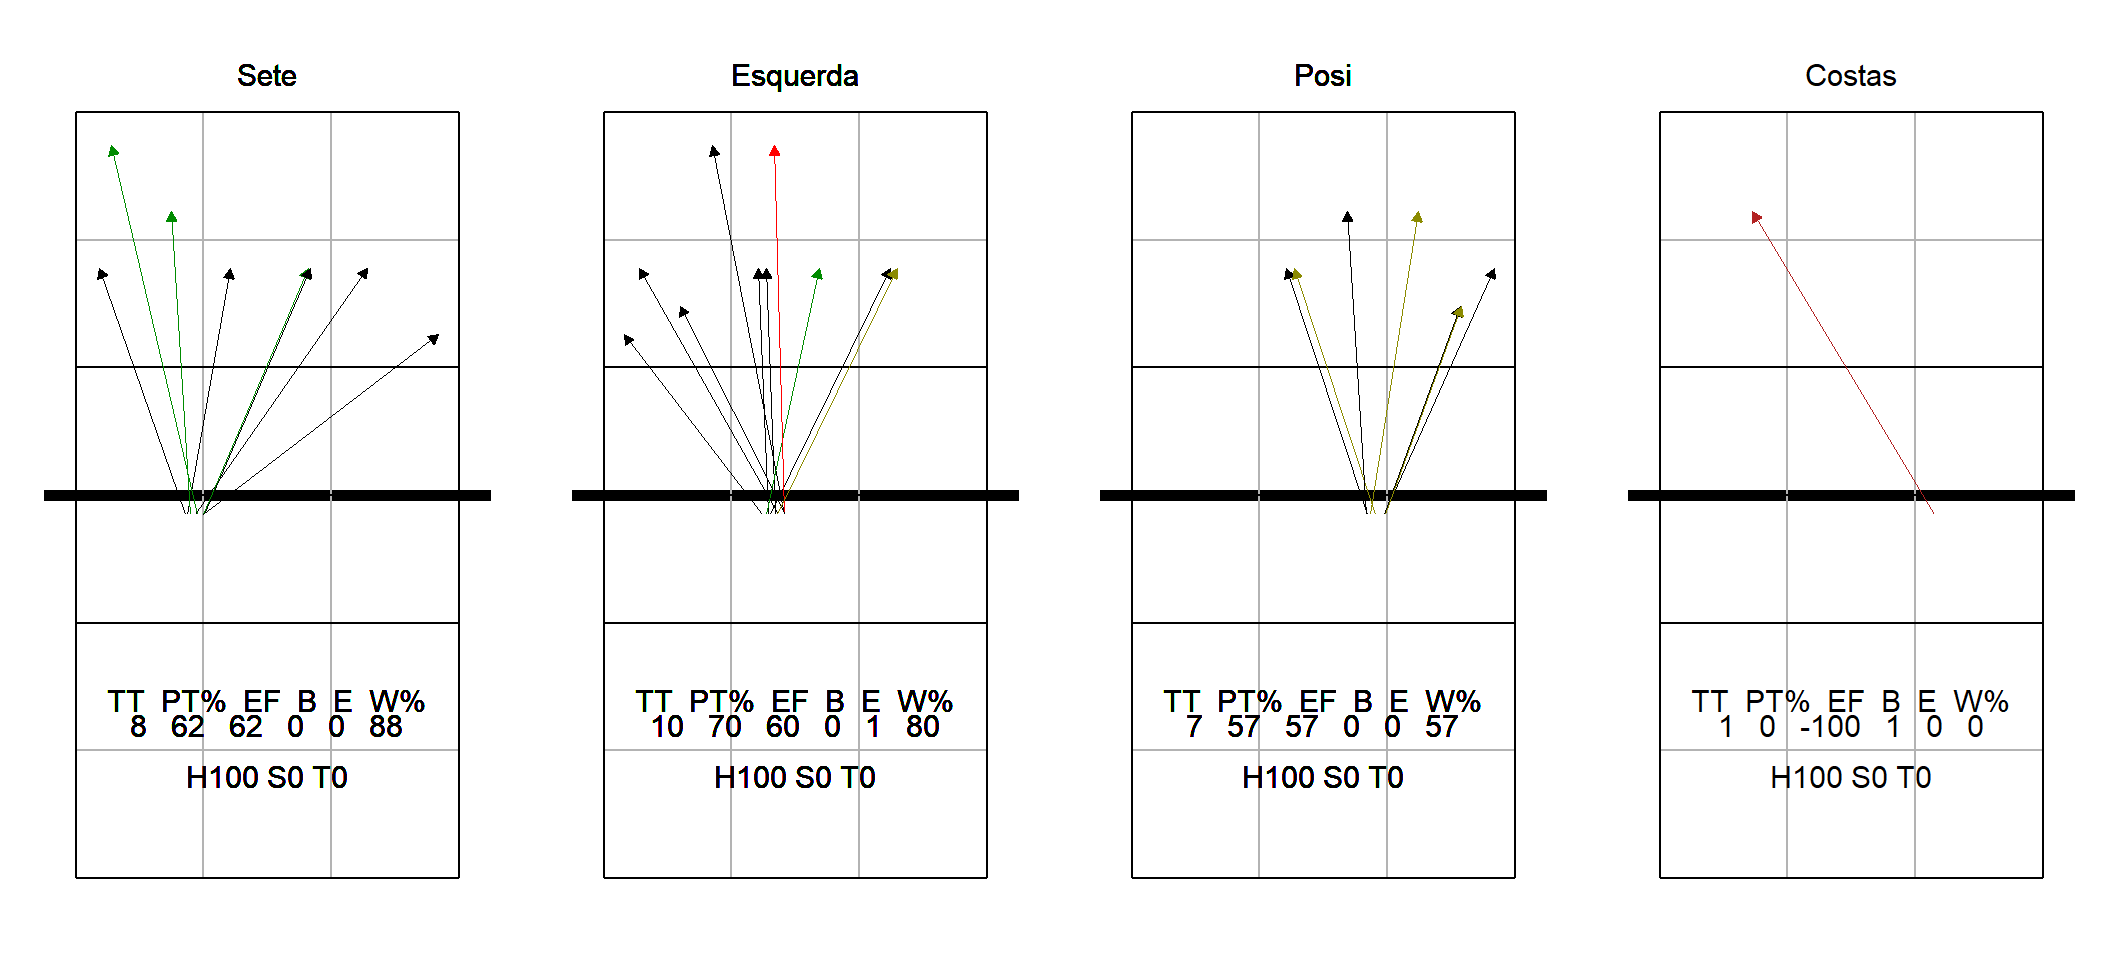 Sete
TT PT% EF B E W%
8 62 62 0 0 88
H100 S0 T0
Esquerda
TT PT% EF B E W%
10 70 60 0 1 80
H100 S0 T0
Posi
TT PT% EF B E W%
7 57 57 0 0 57
H100 S0 T0
Costas
TT PT% EF B E W%
1 0 -100 1 0 0
H100 S0 T0